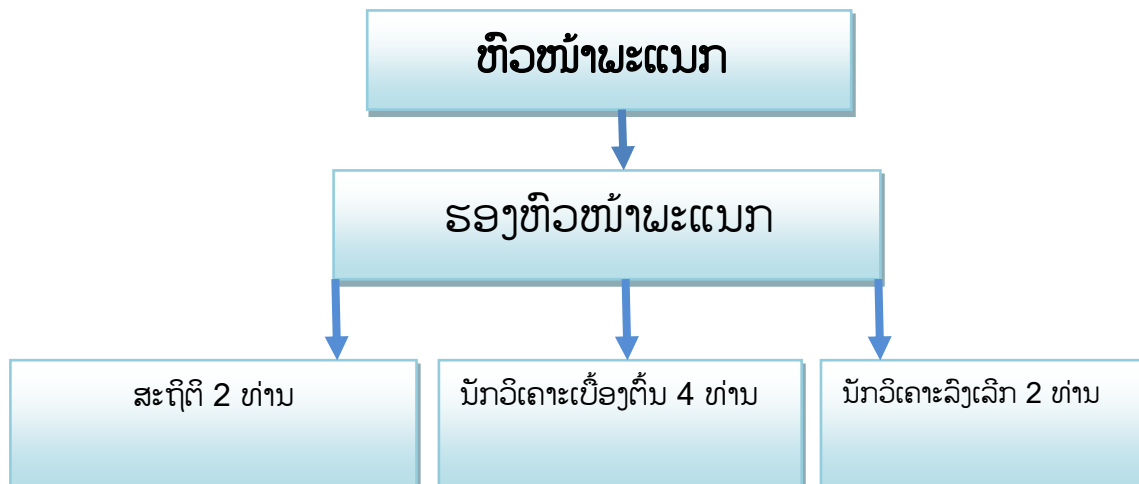 ຫົວໜ້າພະແນກ
ຮອງຫົວໜ້າພະແນກ
ສະຖິຕິ 2 ທ່ານ
ນັກວິເຄາະເບື້ອງຕົ້ນ 4 ທ່ານ
ນັກວິເຄາະລົງເລີກ 2 ທ່ານ